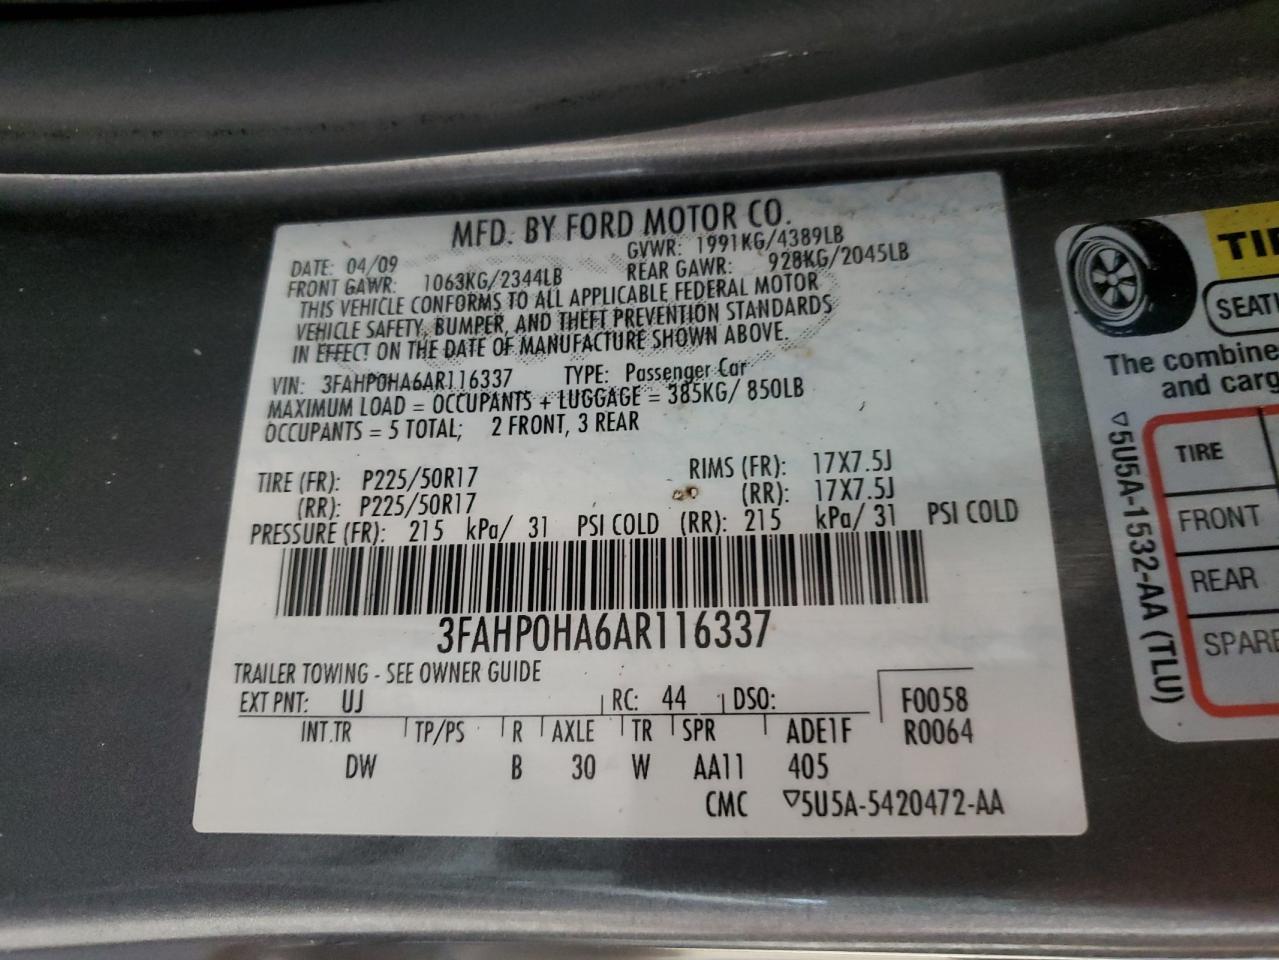 MFD. BY FORD MOTOR CO.
DATE: 04/09 GVWR: 1991KG/4389LB
FRONT GAWR: 1063KG/2344LB REAR GAWR: 928KG/2045LB
THIS VEHICLE CONFORMS TO ALL APPLICABLE FEDERAL MOTOR
VEHICLE SAFETY, BUMPER, AND THEFT PREVENTION STANDARDS
IN EFFECT ON THE DATE OF MANUFACTURE SHOWN ABOVE.
VIN: 3FAHP0HA6AR116337 TYPE: Passenger Car
MAXIMUM LOAD = OCCUPANTS + LUGGAGE = 385KG/ 850LB
OCCUPANTS = 5 TOTAL; 2 FRONT, 3 REAR
TIRE (FR): P225/50R17 RIMS (FR): 17X7.5J
(RR): P225/50R17 (RR): 17X7.5J
PRESSURE (FR): 215 kPa/ 31 PSI COLD (RR): 215 kPa/ 31 PSI COLD
3FAHP0HA6AR116337
TRAILER TOWING - SEE OWNER GUIDE
EXT PNT: UJ RC: 44 DSO: F0058
INT.TR TP/PS R AXLE TR SPR ADE1F R0064
DW B 30 W AA11 405
CMC ▽5U5A-5420472-AA
TI
SEATI
The combine
and carg
TIRE
FRONT
REAR
SPARE
▽5U5A-1532-AA (TLU)